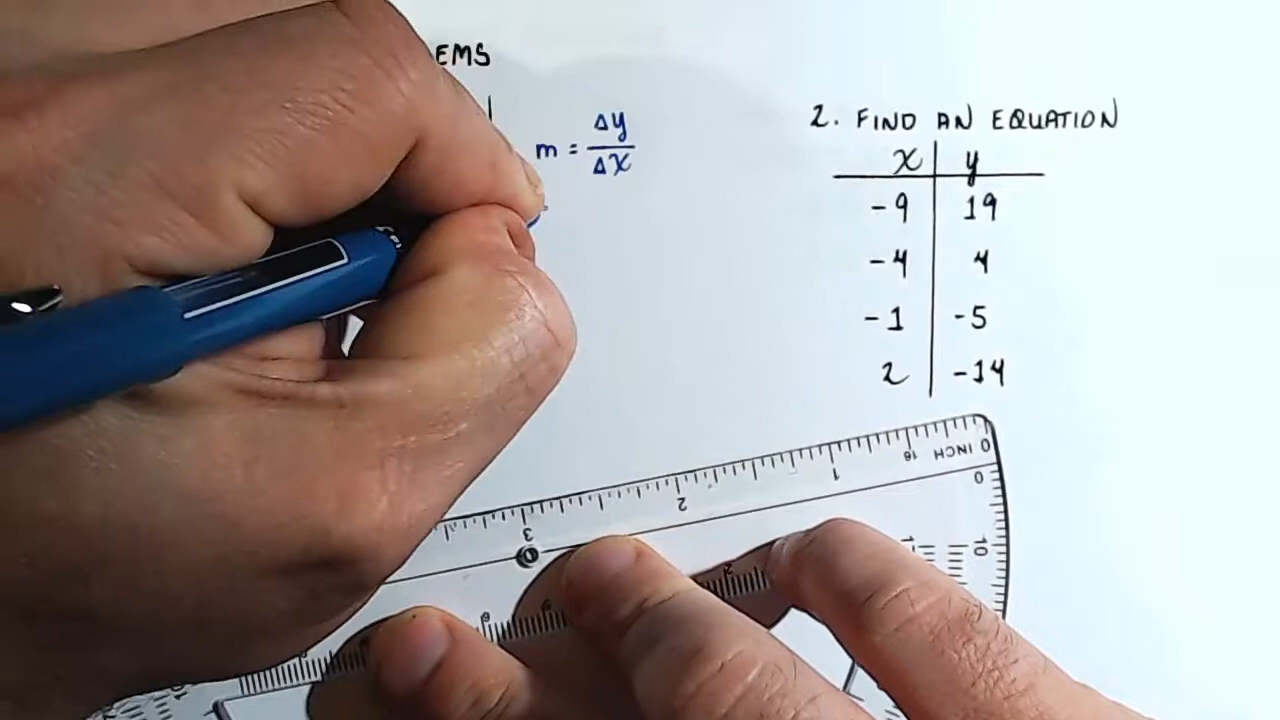 EMS
m = Δy/Δx
2. FIND AN EQUATION
x y
-9 19
-4 4
-1 -5
2 -14
0 INCH 16 1 2 3
0
10